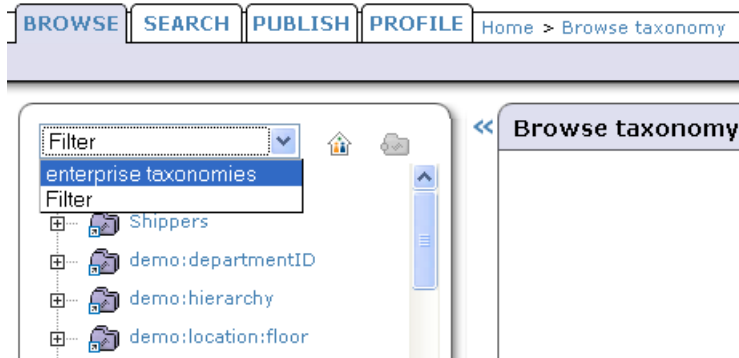 BROWSE SEARCH PUBLISH PROFILE Home > Browse taxonomy
Filter
« Browse taxonomy
enterprise taxonomies
Filter
Shippers
demo:departmentID
demo:hierarchy
demo:location:floor